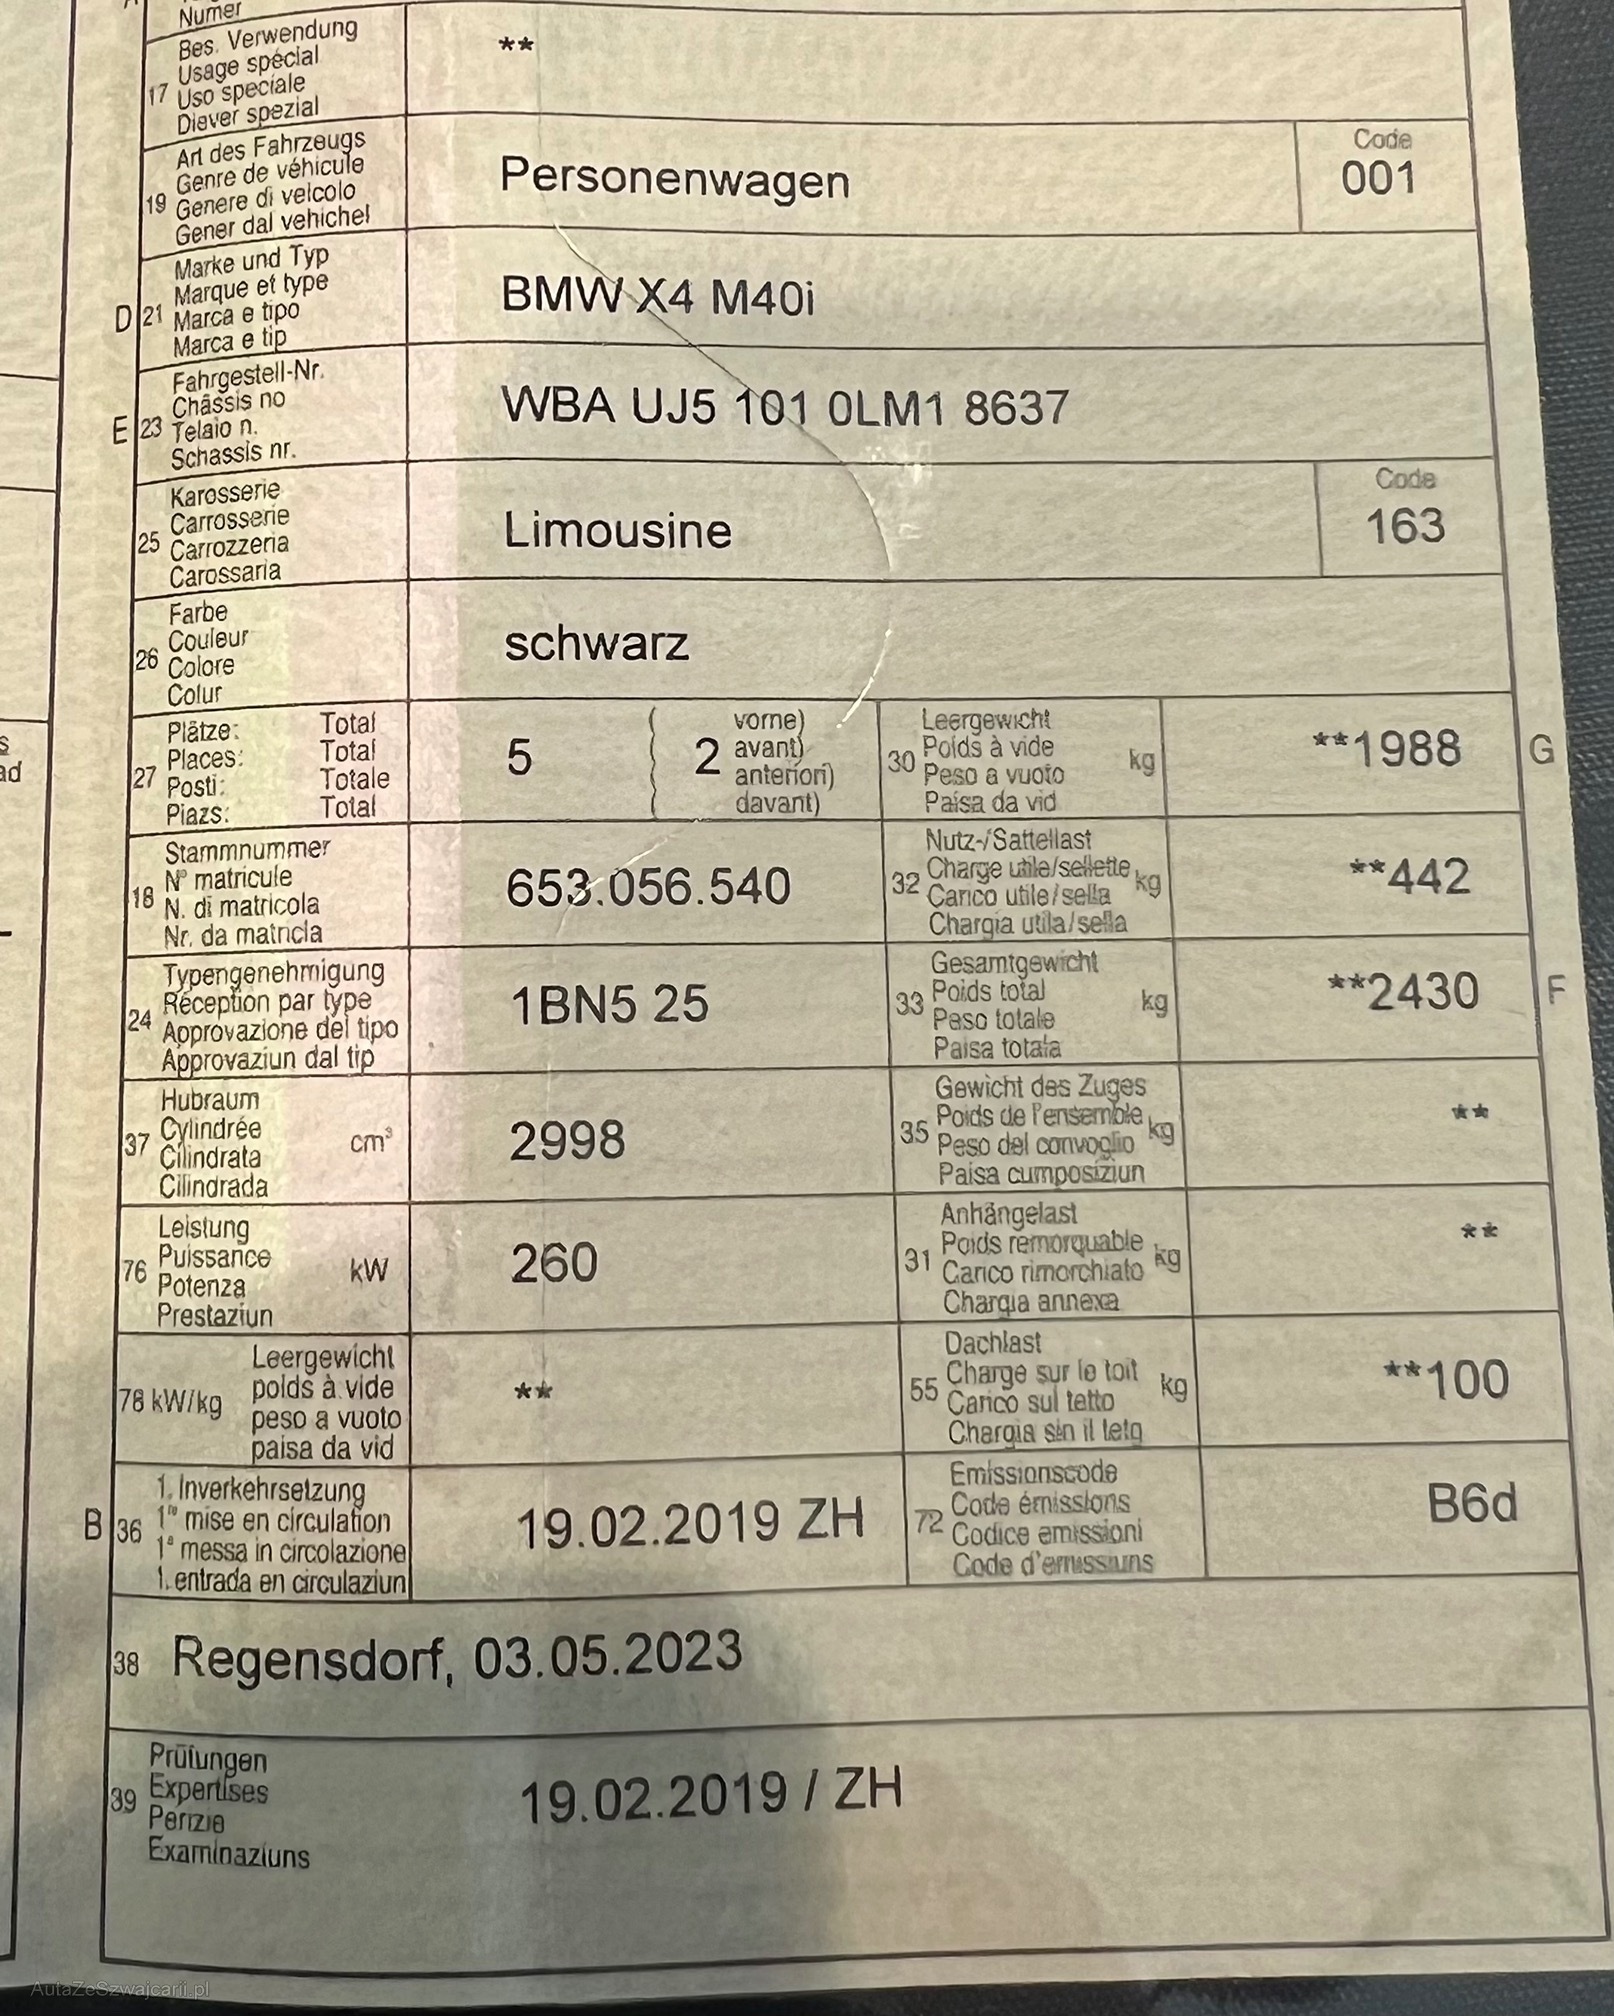 Numer
17
Bes. Verwendung
Usage spécial
Uso speciale
Diever spezial
**
19
Art des Fahrzeugs
Genre de véhicule
Genere di veicolo
Gener dal vehichel
Personenwagen
Code
001
D
21
Marke und Typ
Marque et type
Marca e tipo
Marca e tip
BMW X4 M40i
E
23
Fahrgestell-Nr.
Châssis no
Telaio n.
Schassis nr.
WBA UJ5 101 0LM1 8637
25
Karosserie
Carrosserie
Carrozzeria
Carossaria
Limousine
Code
163
26
Farbe
Couleur
Colore
Colur
schwarz
27
Plätze: Total
Places: Total
Posti: Totale
Plazs: Total
5
2
vorne)
avant)
anteriori)
davant)
30
Leergewicht
Poids à vide
Peso a vuoto
Paisa da vid
kg
**1988
G
18
Stammnummer
N° matricule
N. di matricola
Nr. da matricla
653.056.540
32
Nutz-/Sattellast
Charge utile/sellette
Carico utile/sella
Chargia utila/sella
kg
**442
24
Typengenehmigung
Réception par type
Approvazione del tipo
Approvaziun dal tip
1BN5 25
33
Gesamtgewicht
Poids total
Peso totale
Paisa totala
kg
**2430
F
37
Hubraum
Cylindrée
Cilindrata
Cilindrada
cm³
2998
35
Gewicht des Zuges
Poids de l'ensemble
Peso del convoglio
Paisa cumposiziun
kg
**
76
Leistung
Puissance
Potenza
Prestaziun
kW
260
31
Anhängelast
Poids remorquable
Carico rimorchiato
Chargia annexa
kg
**
78 kW/kg
Leergewicht
poids à vide
peso a vuoto
paisa da vid
**
55
Dachlast
Charge sur le toit
Carico sul tetto
Chargia sin il tetg
kg
**100
B
36
1. Inverkehrsetzung
1re mise en circulation
1a messa in circolazione
1. entrada en circulaziun
19.02.2019 ZH
72
Emissionscode
Code émissions
Codice emissioni
Code d'emissiuns
B6d
38
Regensdorf, 03.05.2023
39
Prüfungen
Expertises
Perizie
Examinaziuns
19.02.2019 / ZH
AutaZeSzwajcarii.pl